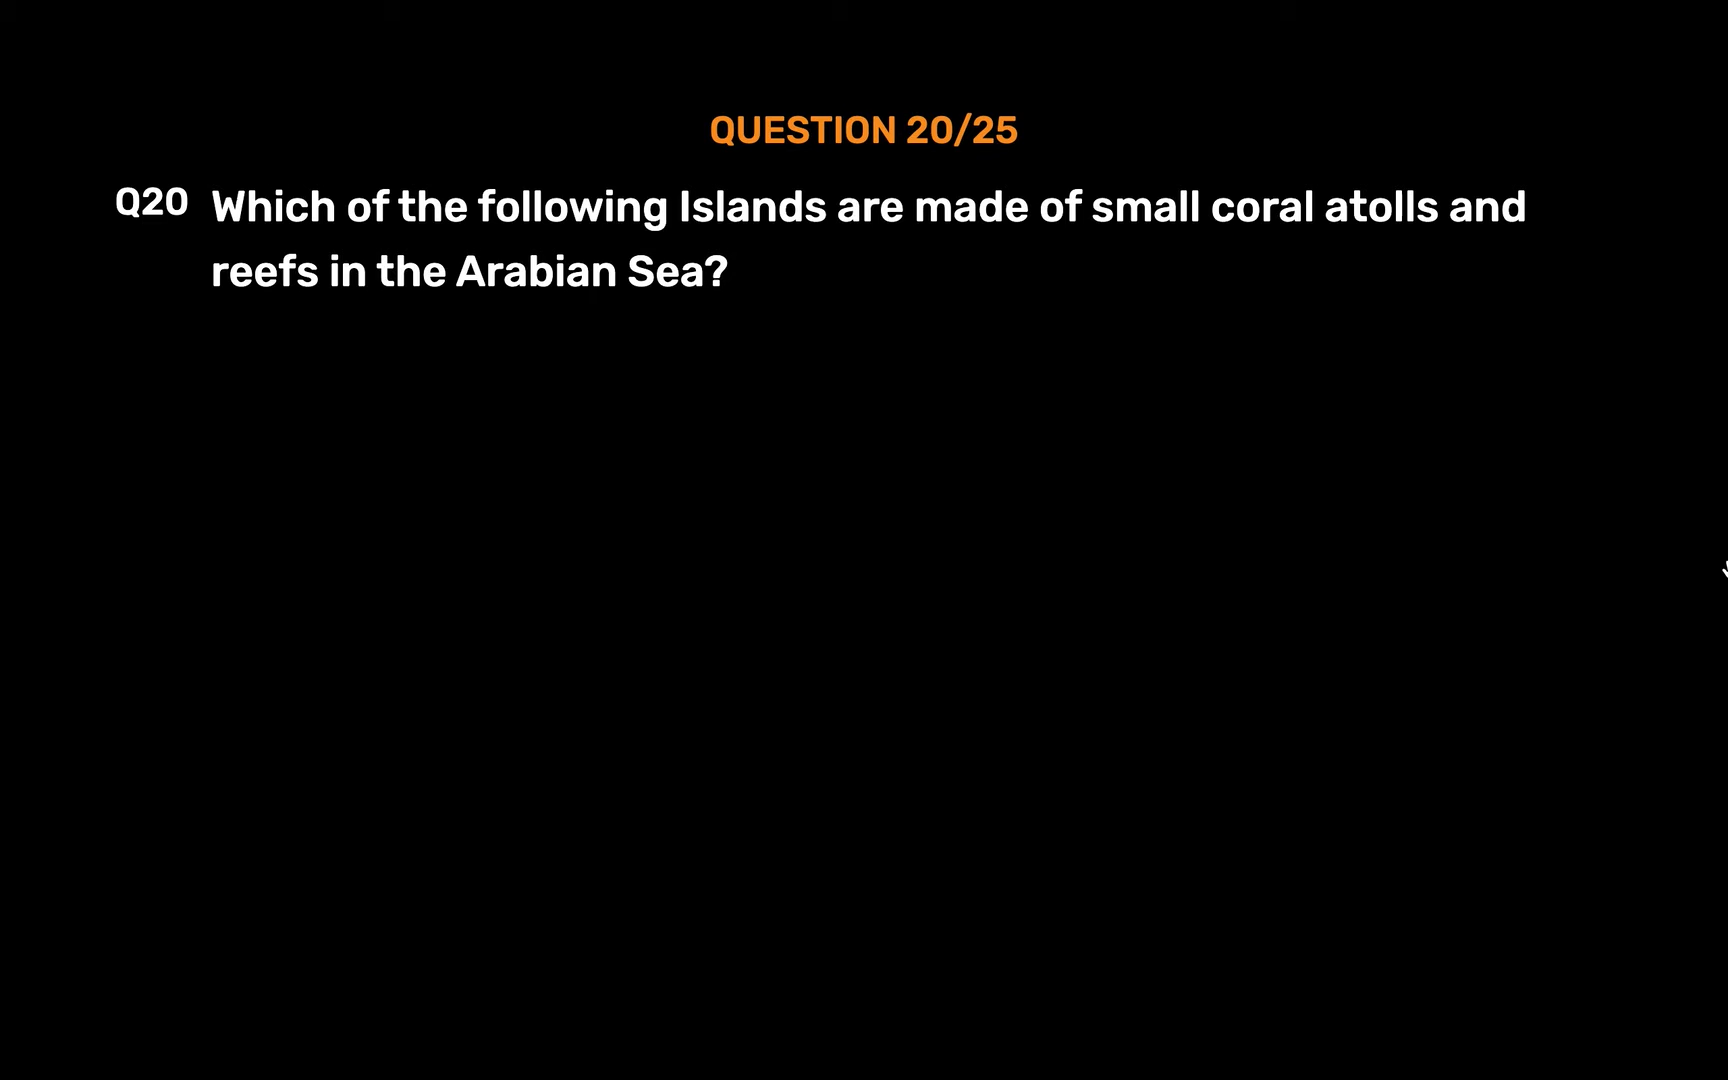 QUESTION 20/25
Q20 Which of the following Islands are made of small coral atolls and
reefs in the Arabian Sea?